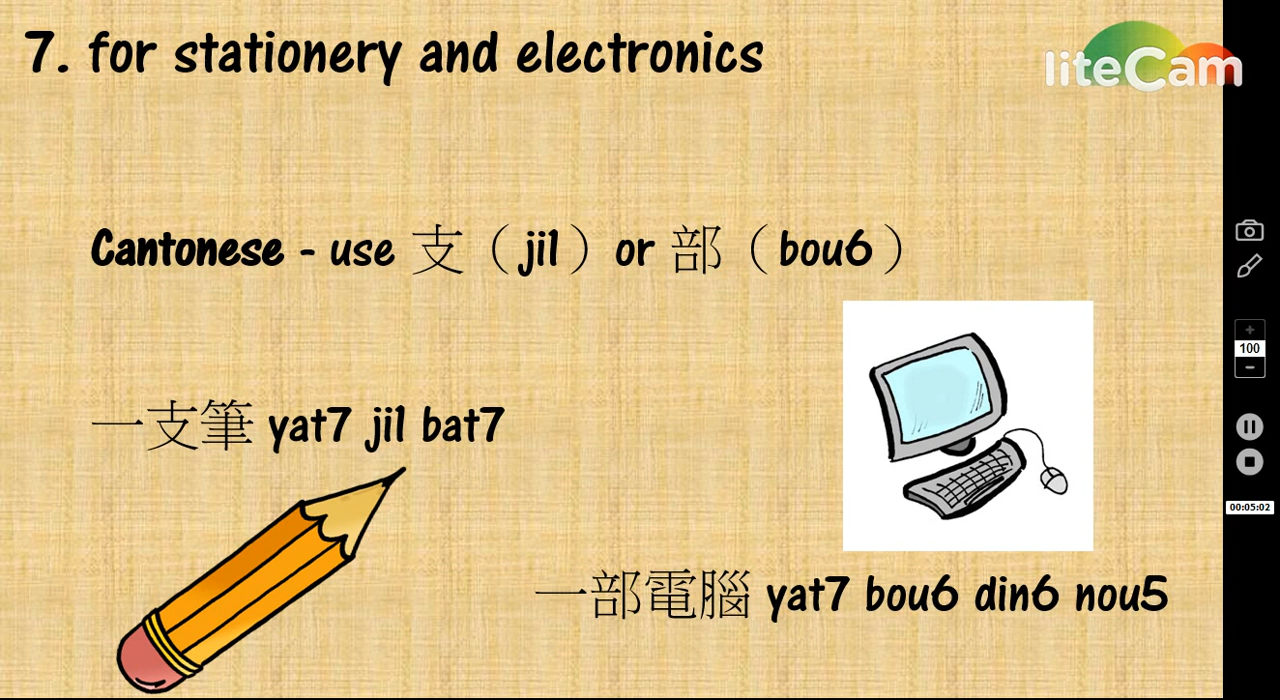 7. for stationery and electronics
liteCam
Cantonese - use 支（ji1）or 部（bou6）
100
一支筆 yat7 ji1 bat7
00:05:02
一部電腦 yat7 bou6 din6 nou5